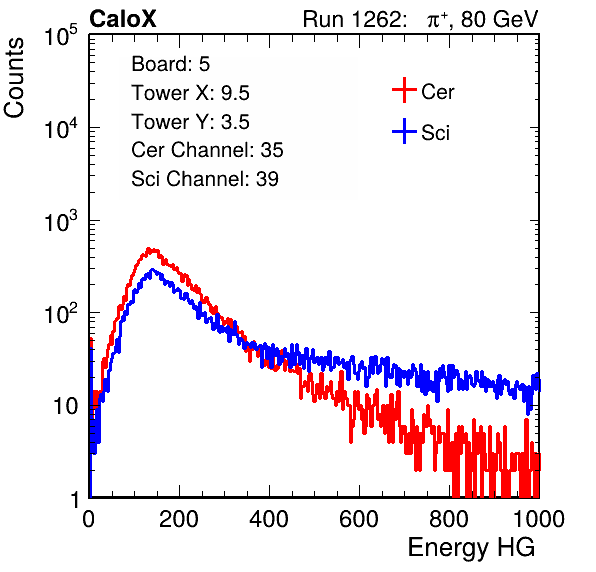 CaloX Run 1262: π⁺, 80 GeV
Counts
Board: 5
Tower X: 9.5
Tower Y: 3.5
Cer Channel: 35
Sci Channel: 39
Cer
Sci
10⁵
10⁴
10³
10²
10
1
0 200 400 600 800 1000
Energy HG